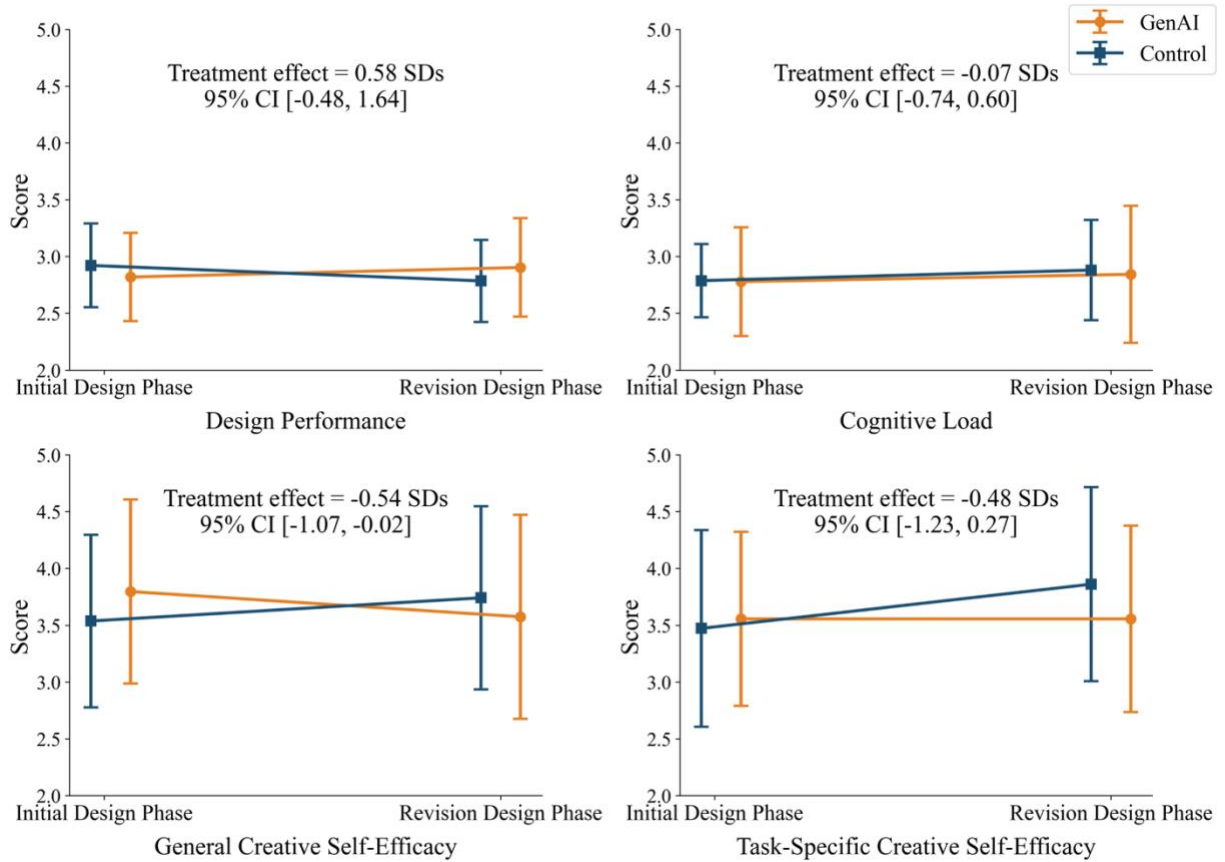 GenAI
Control
5.0
4.5
4.0
3.5
3.0
2.5
2.0
Score
Treatment effect = 0.58 SDs
95% CI [-0.48, 1.64]
Initial Design Phase
Revision Design Phase
Design Performance
5.0
4.5
4.0
3.5
3.0
2.5
2.0
Score
Treatment effect = -0.07 SDs
95% CI [-0.74, 0.60]
Initial Design Phase
Revision Design Phase
Cognitive Load
5.0
4.5
4.0
3.5
3.0
2.5
2.0
Score
Treatment effect = -0.54 SDs
95% CI [-1.07, -0.02]
Initial Design Phase
Revision Design Phase
General Creative Self-Efficacy
5.0
4.5
4.0
3.5
3.0
2.5
2.0
Score
Treatment effect = -0.48 SDs
95% CI [-1.23, 0.27]
Initial Design Phase
Revision Design Phase
Task-Specific Creative Self-Efficacy